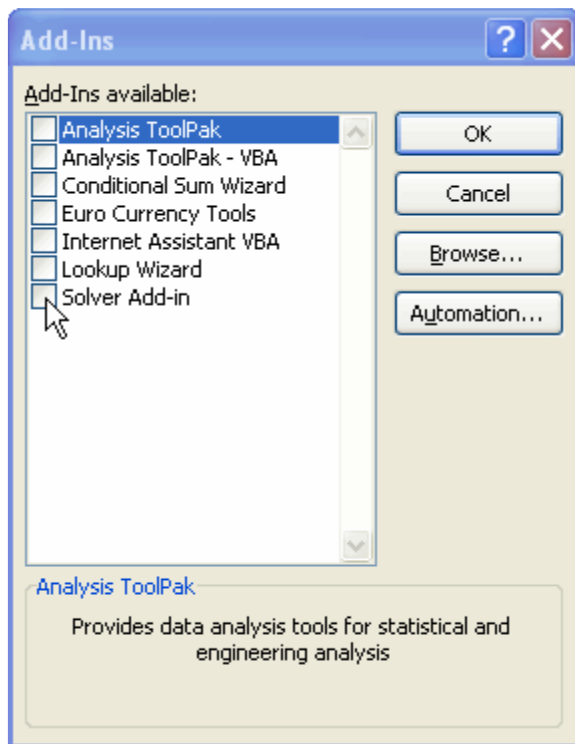 Add-Ins
Add-Ins available:
Analysis ToolPak
Analysis ToolPak - VBA
Conditional Sum Wizard
Euro Currency Tools
Internet Assistant VBA
Lookup Wizard
Solver Add-in
OK
Cancel
Browse...
Automation...
Analysis ToolPak
Provides data analysis tools for statistical and
engineering analysis